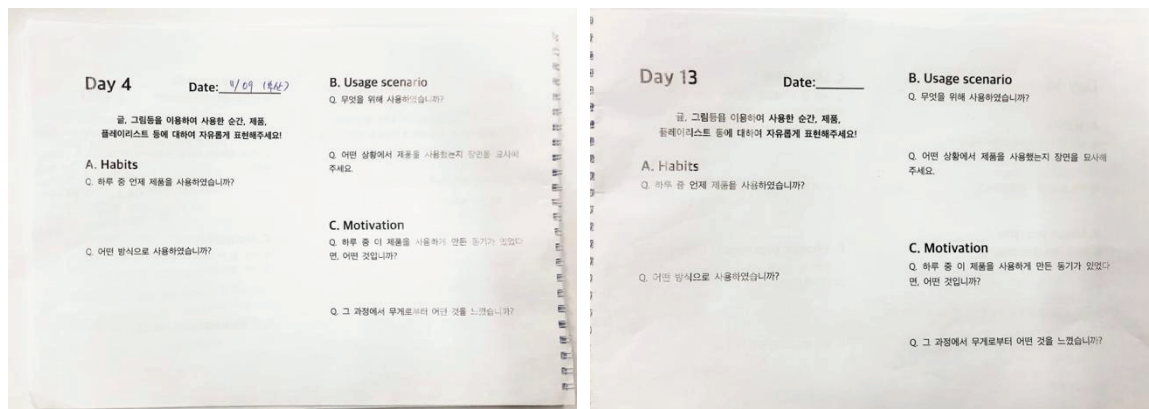 Day 4
Date: 11/09 (목산)
글, 그림등을 이용하여 사용한 순간, 제품,
플레이리스트 등에 대하여 자유롭게 표현해주세요!
A. Habits
Q. 하루 중 언제 제품을 사용하였습니까?
Q. 어떤 방식으로 사용하였습니까?
B. Usage scenario
Q. 무엇을 위해 사용하였습니까?
Q. 어떤 상황에서 제품을 사용했는지 장면을 묘사해
주세요.
C. Motivation
Q. 하루 중 이 제품을 사용하게 만든 동기가 있었다
면, 어떤 것입니까?
Q. 그 과정에서 무게로부터 어떤 것을 느꼈습니까?
Day 13
Date:
글, 그림등을 이용하여 사용한 순간, 제품,
플레이리스트 등에 대하여 자유롭게 표현해주세요!
A. Habits
Q. 하루 중 언제 제품을 사용하였습니까?
Q. 어떤 방식으로 사용하였습니까?
B. Usage scenario
Q. 무엇을 위해 사용하였습니까?
Q. 어떤 상황에서 제품을 사용했는지 장면을 묘사해
주세요.
C. Motivation
Q. 하루 중 이 제품을 사용하게 만든 동기가 있었다
면, 어떤 것입니까?
Q. 그 과정에서 무게로부터 어떤 것을 느꼈습니까?